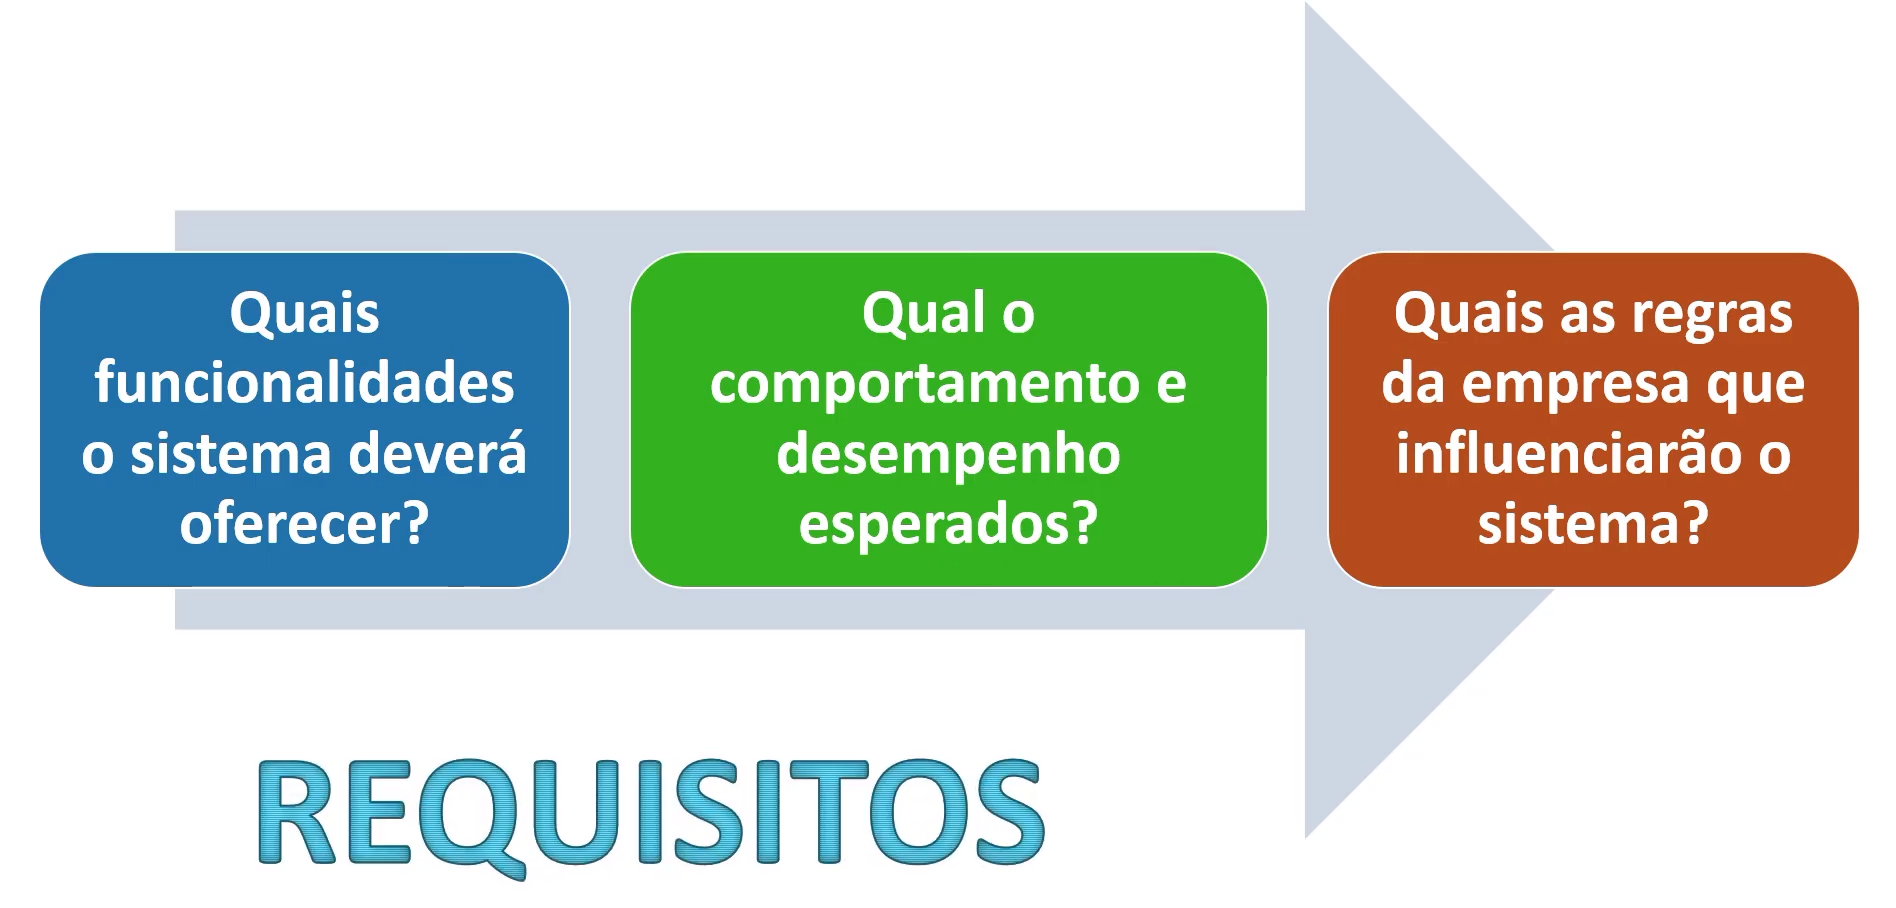 Quais
funcionalidades
o sistema deverá
oferecer?
Qual o
comportamento e
desempenho
esperados?
Quais as regras
da empresa que
influenciarão o
sistema?
REQUISITOS